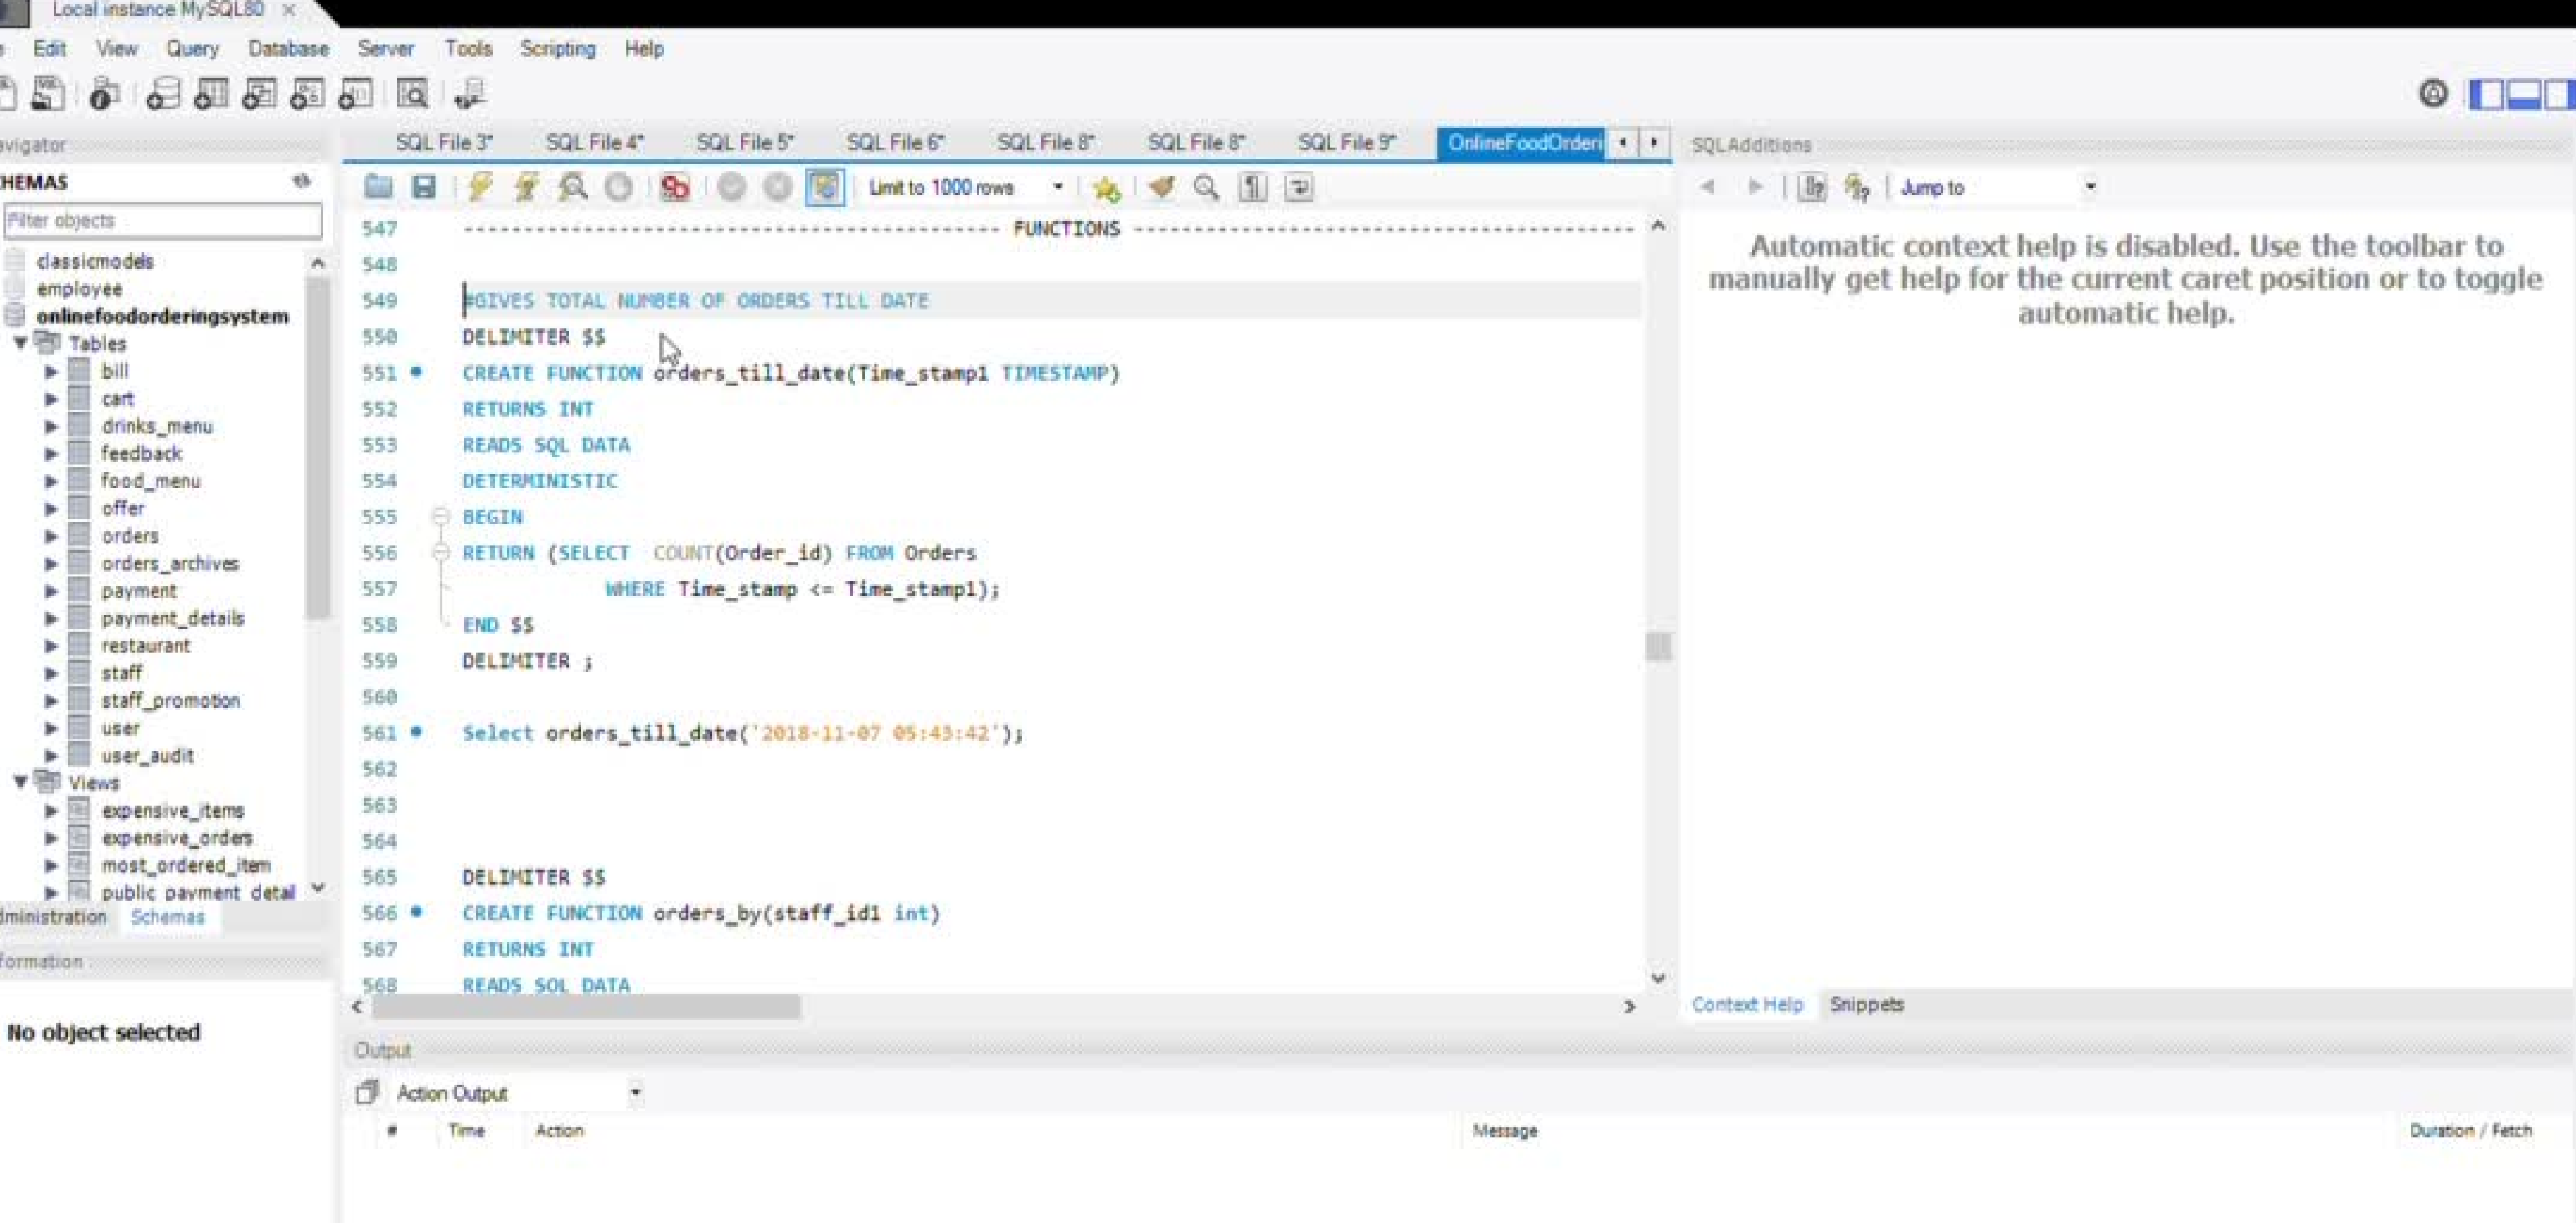 Local instance MySQL80 ×
Edit View Query Database Server Tools Scripting Help
SQL File 3* SQL File 4* SQL File 5* SQL File 6* SQL File 8* SQL File 8* SQL File 9* OnlineFoodOrderi
SQLAdditions
avigator
HEMAS
Filter objects
classicmodels
employee
onlinefoodorderingsystem
Tables
bill
cart
drinks_menu
feedback
food_menu
offer
orders
orders_archives
payment
payment_details
restaurant
staff
staff_promotion
user
user_audit
Views
expensive_items
expensive_orders
most_ordered_item
public_payment_detail
dministration Schemas
formation
No object selected
Limit to 1000 rows
547 -------------------------------------------- FUNCTIONS ------------------------------------------
548
549 #GIVES TOTAL NUMBER OF ORDERS TILL DATE
550 DELIMITER $$
551 CREATE FUNCTION orders_till_date(Time_stamp1 TIMESTAMP)
552 RETURNS INT
553 READS SQL DATA
554 DETERMINISTIC
555 BEGIN
556 RETURN (SELECT COUNT(Order_id) FROM Orders
557 WHERE Time_stamp <= Time_stamp1);
558 END $$
559 DELIMITER ;
560
561 Select orders_till_date('2018-11-07 05:43:42');
562
563
564
565 DELIMITER $$
566 CREATE FUNCTION orders_by(staff_id1 int)
567 RETURNS INT
568 READS SQL DATA
Jump to
Automatic context help is disabled. Use the toolbar to
manually get help for the current caret position or to toggle
automatic help.
Context Help Snippets
Output
Action Output
# Time Action Message Duration / Fetch